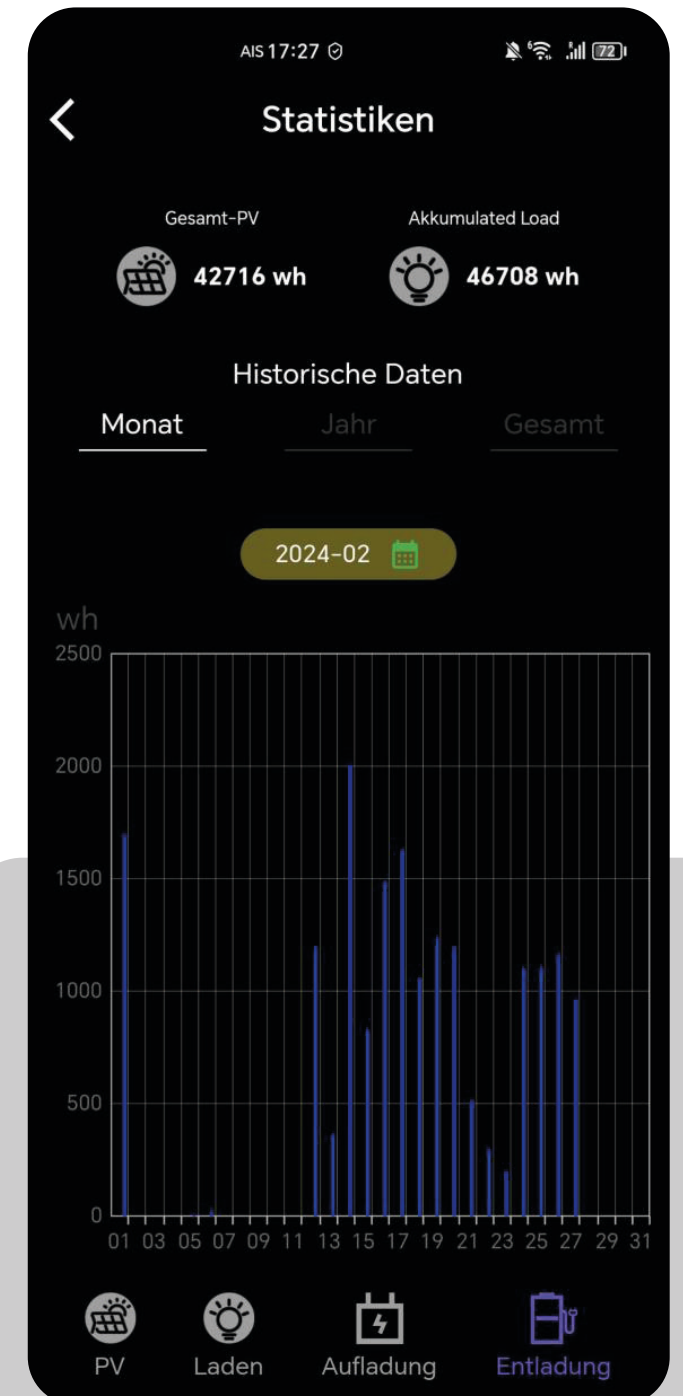 AIS 17:27 6 72
Statistiken
Gesamt-PV Akkumulated Load
42716 wh 46708 wh
Historische Daten
Monat Jahr Gesamt
2024-02
wh
2500
2000
1500
1000
500
0
01 03 05 07 09 11 13 15 17 19 21 23 25 27 29 31
PV Laden Aufladung Entladung